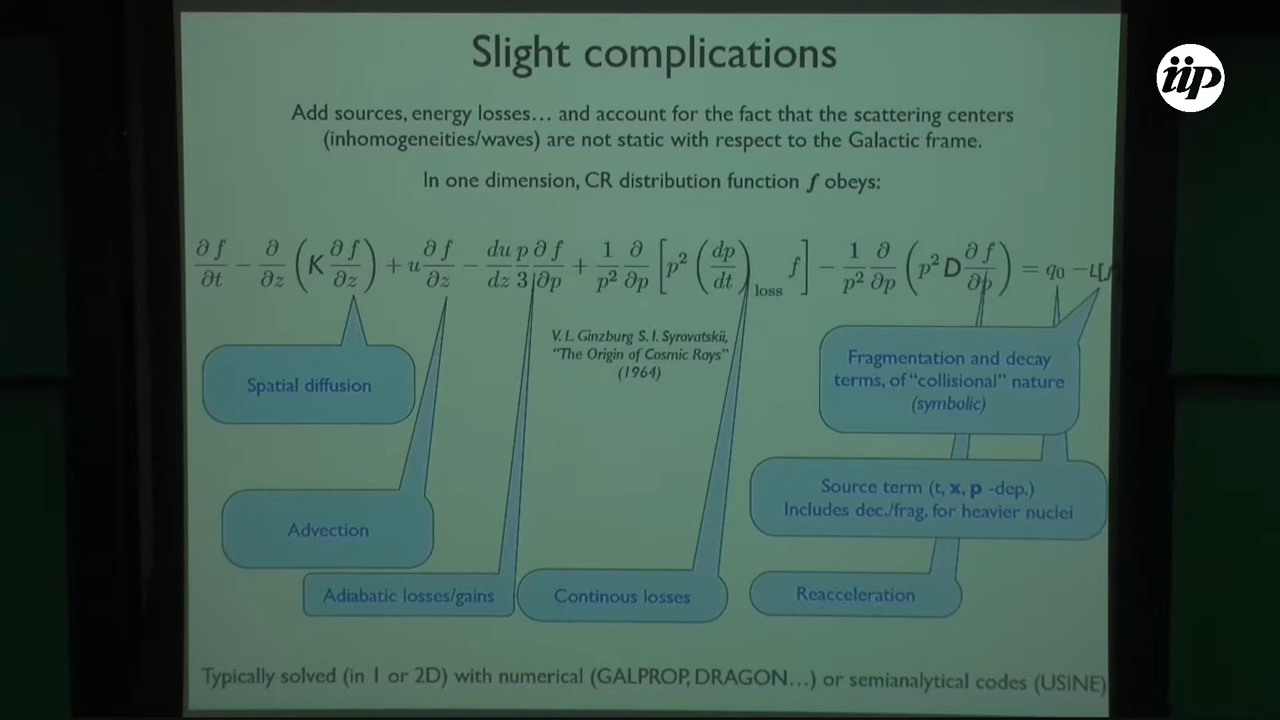 iip
Slight complications
Add sources, energy losses… and account for the fact that the scattering centers
(inhomogeneities/waves) are not static with respect to the Galactic frame.
In one dimension, CR distribution function f obeys:
∂f/∂t − ∂/∂z (K ∂f/∂z) + u ∂f/∂z − du/dz p/3 ∂f/∂p + 1/p² ∂/∂p [p² (dp/dt)_loss f] − 1/p² ∂/∂p (p² D ∂f/∂p) = q₀ − L[f
V. L. Ginzburg S. I. Syrovatskii,
“The Origin of Cosmic Rays”
(1964)
Spatial diffusion
Fragmentation and decay
terms, of “collisional” nature
(symbolic)
Advection
Source term (t, x, p -dep.)
Includes dec./frag. for heavier nuclei
Adiabatic losses/gains
Continous losses
Reacceleration
Typically solved (in 1 or 2D) with numerical (GALPROP, DRAGON…) or semianalytical codes (USINE)